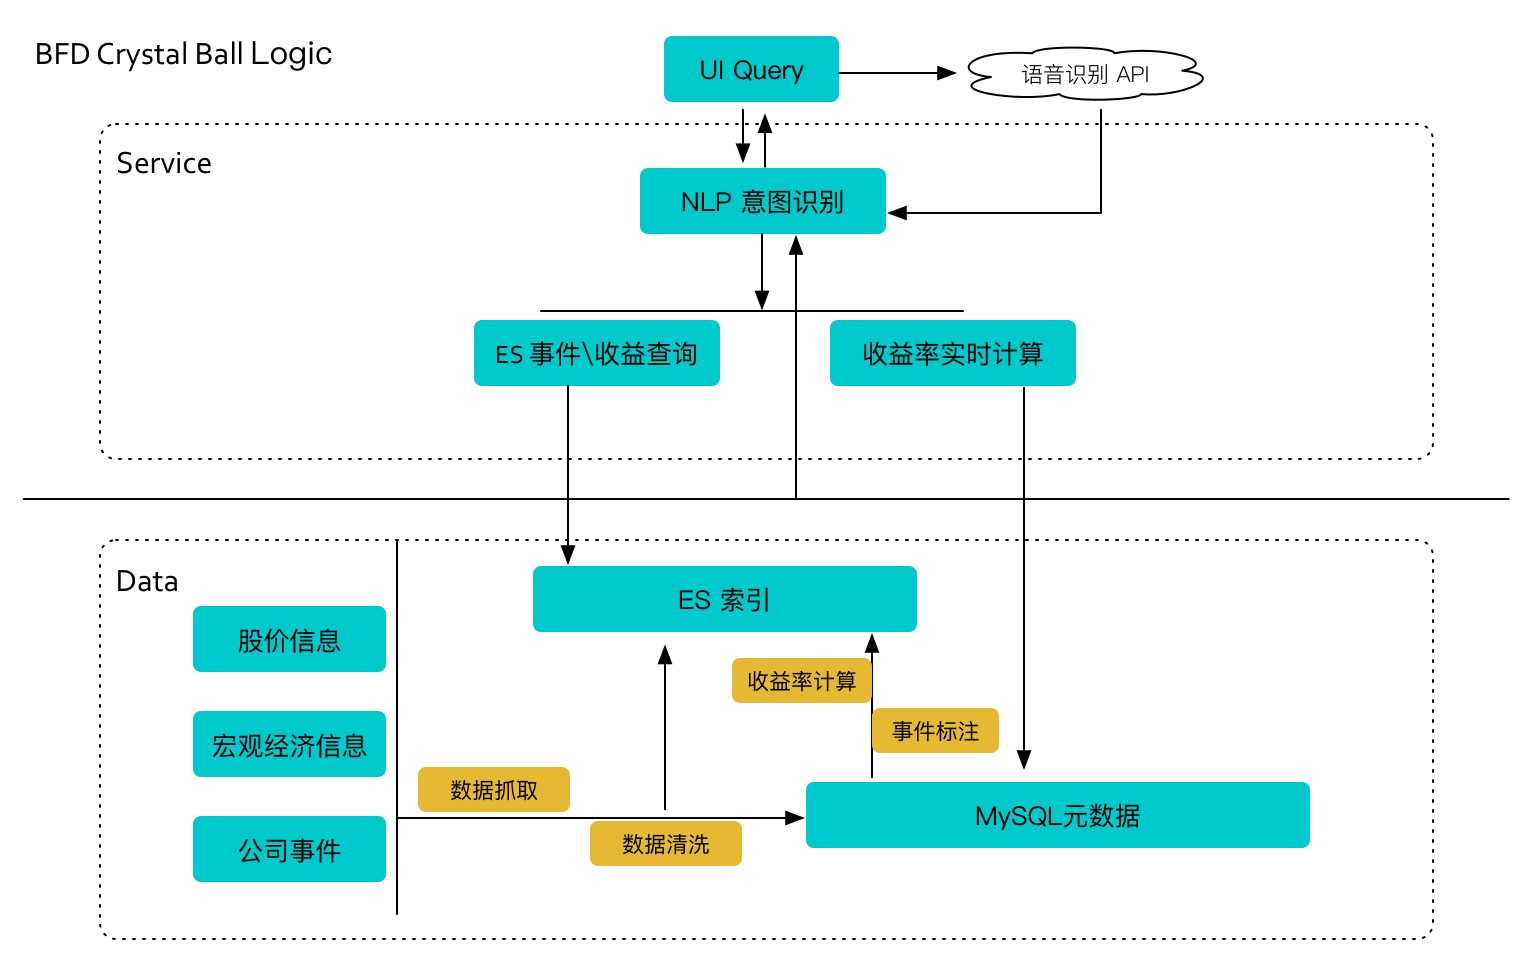 BFD Crystal Ball Logic
UI Query
语音识别 API
Service
NLP 意图识别
ES 事件\收益查询
收益率实时计算
Data
ES 索引
股价信息
收益率计算
事件标注
宏观经济信息
数据抓取
MySQL元数据
数据清洗
公司事件